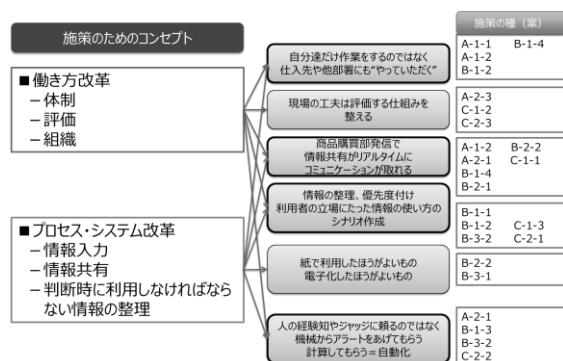 施策のためのコンセプト
■働き方改革
－体制
－評価
－組織
■プロセス・システム改革
－情報入力
－情報共有
－判断時に利用しなければなら
ない情報の整理
自分達だけ作業をするのではなく
仕入先や他部署にも“やっていただく”
現場の工夫は評価する仕組みを
整える
商品購買部発信で
情報共有がリアルタイムに
コミュニケーションが取れる
情報の整理、優先度付け
利用者の立場にたった情報の使い方の
シナリオ作成
紙で利用したほうがよいもの
電子化したほうがよいもの
人の経験知やジャッジに頼るのではなく
機械からアラートをあげてもらう
計算してもらう＝自動化
施策の種（案）
A-1-1 B-1-4
A-1-2
B-1-2
A-2-3
C-1-2
C-2-3
A-1-2 B-2-2
A-2-1 C-1-1
B-1-4
B-2-1
B-1-1
B-1-2 C-1-3
B-3-2 C-2-1
B-2-2
B-3-1
A-2-1
B-1-3
B-3-2
C-2-2